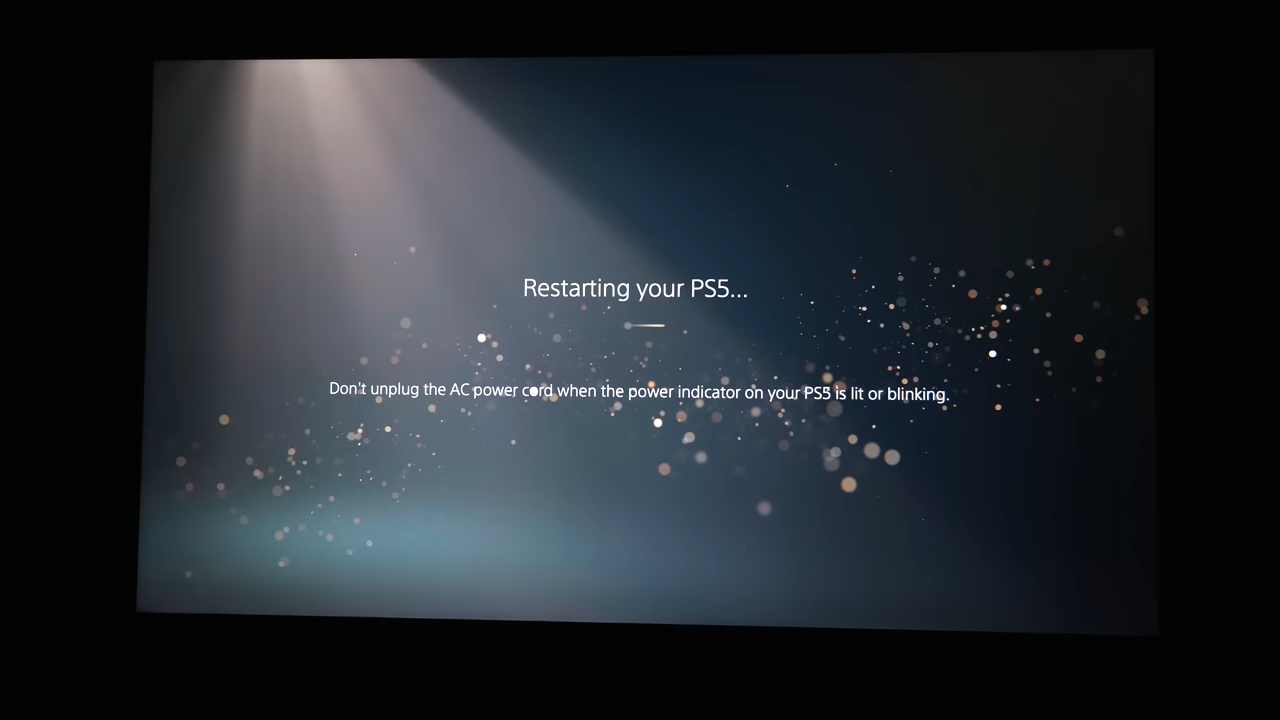 Restarting your PS5...
Don't unplug the AC power cord when the power indicator on your PS5 is lit or blinking.